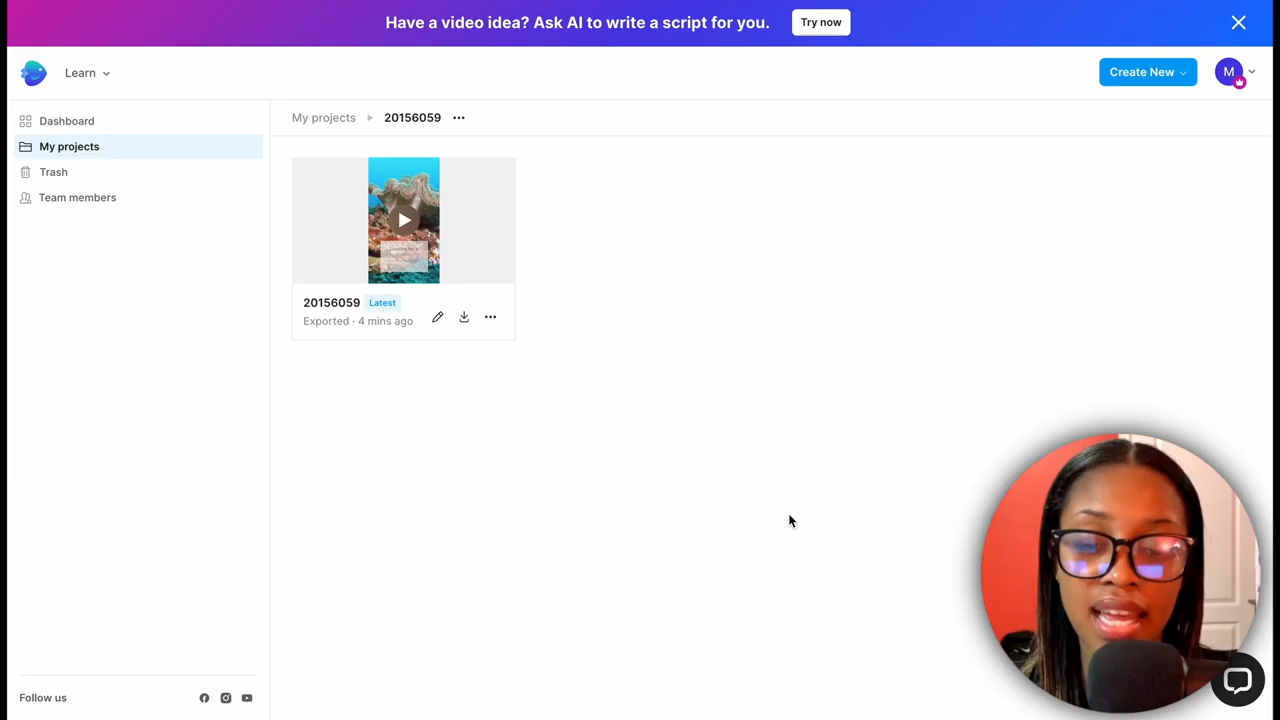 Have a video idea? Ask AI to write a script for you.
Try now
Learn
Create New
M
Dashboard
My projects
Trash
Team members
My projects
20156059
20156059
Latest
Exported · 4 mins ago
Follow us